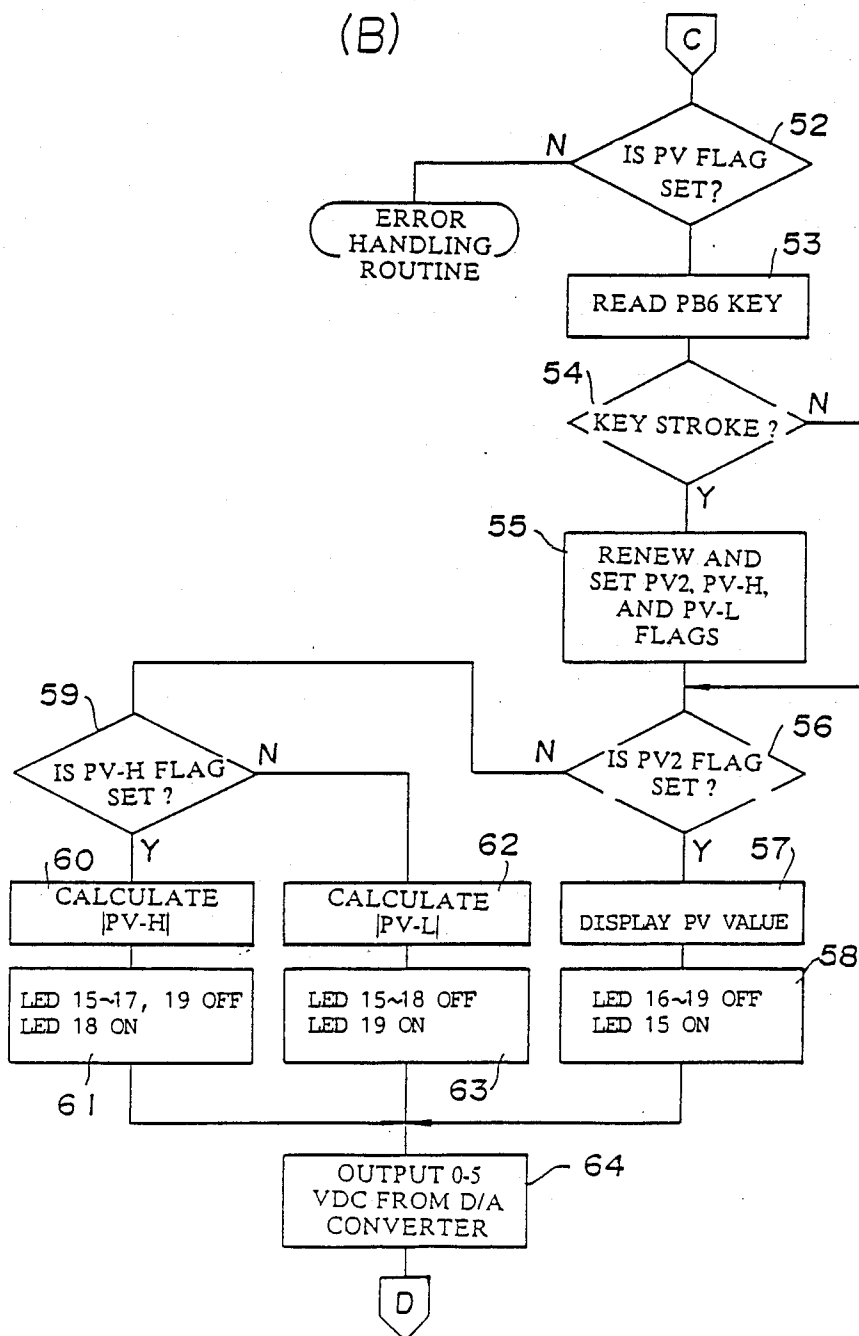 (B)
C
52
N
IS PV FLAG
SET?
ERROR
HANDLING
ROUTINE
53
READ PB6 KEY
54
N
KEY STROKE ?
Y
55
RENEW AND
SET PV2, PV-H,
AND PV-L
FLAGS
59
56
IS PV-H FLAG
SET ?
N
N
IS PV2 FLAG
SET ?
Y
Y
60
CALCULATE
|PV-H|
62
CALCULATE
|PV-L|
57
DISPLAY PV VALUE
58
LED 15~17, 19 OFF
LED 18 ON
LED 15~18 OFF
LED 19 ON
LED 16~19 OFF
LED 15 ON
61
63
64
OUTPUT 0-5
VDC FROM D/A
CONVERTER
D